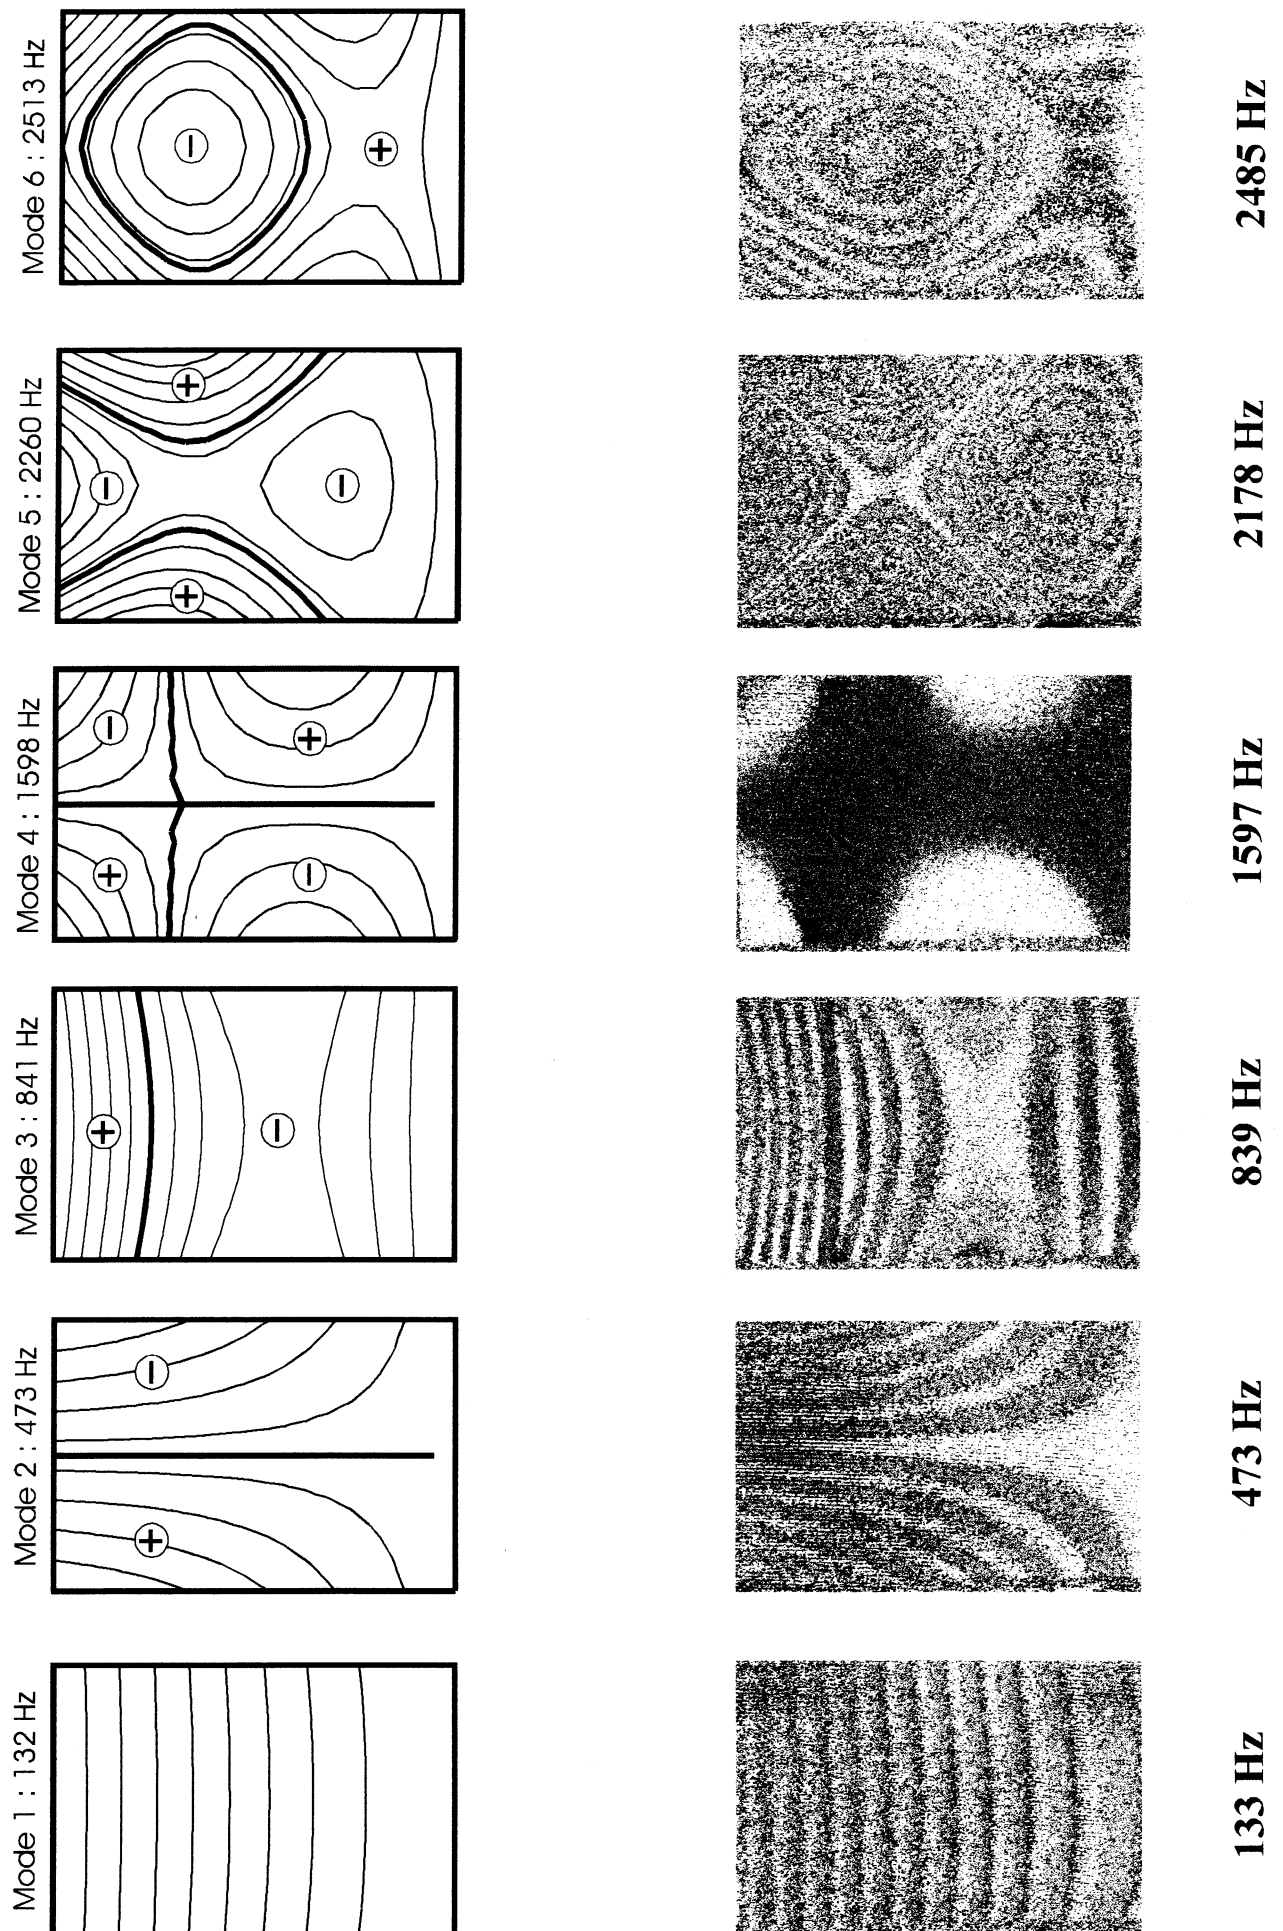 Mode 1 : 132 Hz
Mode 2 : 473 Hz
Mode 3 : 841 Hz
Mode 4 : 1598 Hz
Mode 5 : 2260 Hz
Mode 6 : 2513 Hz
+
−
+
−
+
−
−
+
+
−
−
+
−
+
133 Hz
473 Hz
839 Hz
1597 Hz
2178 Hz
2485 Hz